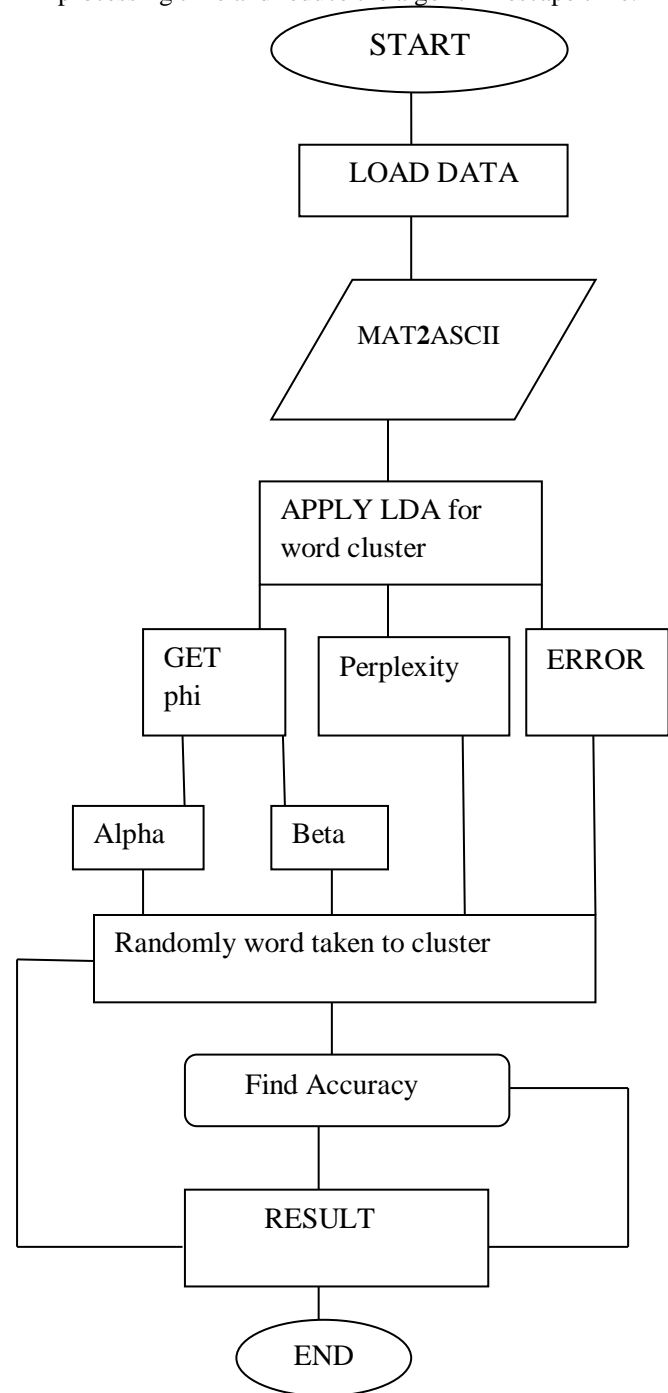 START
LOAD DATA
MAT2ASCII
APPLY LDA for
word cluster
GET
phi
Perplexity
ERROR
Alpha
Beta
Randomly word taken to cluster
Find Accuracy
RESULT
END